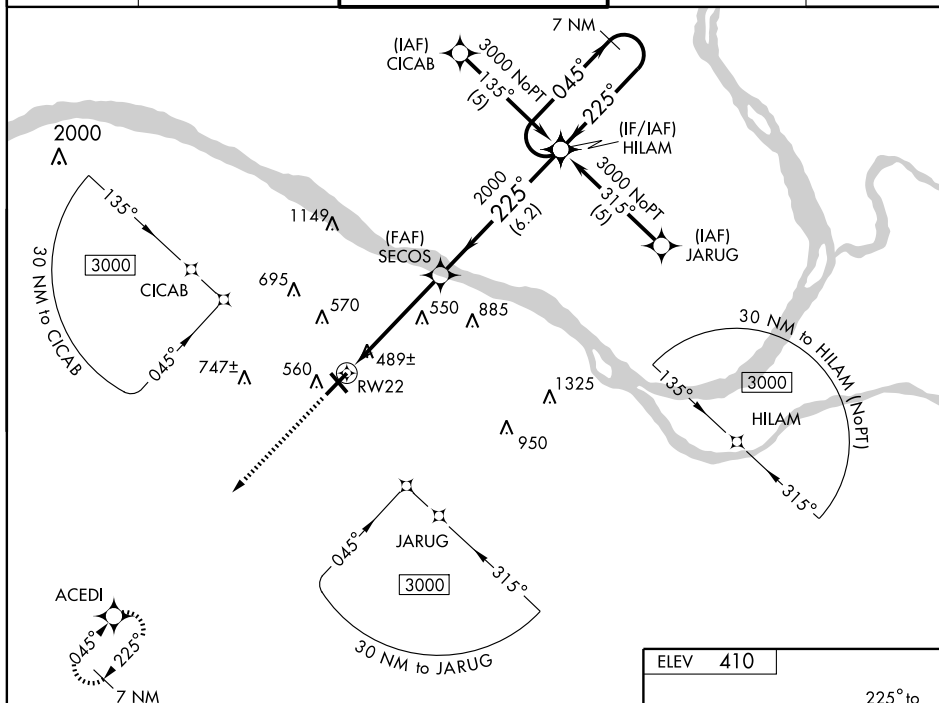 7 NM
(IAF)
CICAB
3000 NoPT
135°
(5)
045°
225°
(IF/IAF)
HILAM
2000
225°
(6.2)
3000 NoPT
315°
(5)
(IAF)
JARUG
2000
1149
(FAF)
SECOS
135°
3000
CICAB
045°
30 NM to CICAB
695
570
550
885
489±
747±
560
RW22
1325
950
30 NM to HILAM (NoPT)
135°
3000
HILAM
315°
045°
JARUG
315°
3000
30 NM to JARUG
ACEDI
045°
225°
7 NM
ELEV 410
225° to